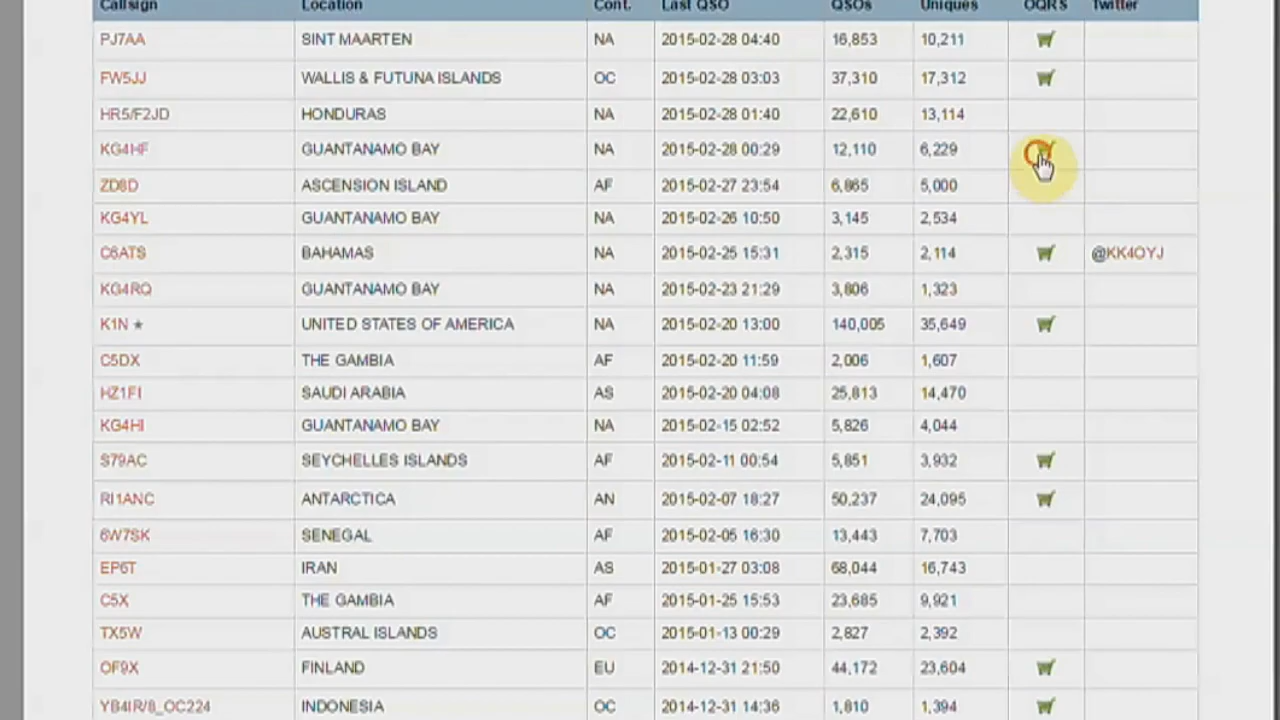 Callsign Location Cont. Last QSO QSOs Uniques OQRS Twitter
PJ7AA SINT MAARTEN NA 2015-02-28 04:40 16,853 10,211
FW5JJ WALLIS & FUTUNA ISLANDS OC 2015-02-28 03:03 37,310 17,312
HR5/F2JD HONDURAS NA 2015-02-28 01:40 22,610 13,114
KG4HF GUANTANAMO BAY NA 2015-02-28 00:29 12,110 6,229
ZD8D ASCENSION ISLAND AF 2015-02-27 23:54 6,865 5,000
KG4YL GUANTANAMO BAY NA 2015-02-26 10:50 3,145 2,534
C6ATS BAHAMAS NA 2015-02-25 15:31 2,315 2,114 @KK4OYJ
KG4RQ GUANTANAMO BAY NA 2015-02-23 21:29 3,806 1,323
K1N ★ UNITED STATES OF AMERICA NA 2015-02-20 13:00 140,005 35,649
C5DX THE GAMBIA AF 2015-02-20 11:59 2,006 1,607
HZ1FI SAUDI ARABIA AS 2015-02-20 04:08 25,813 14,470
KG4HI GUANTANAMO BAY NA 2015-02-15 02:52 5,826 4,044
S79AC SEYCHELLES ISLANDS AF 2015-02-11 00:54 5,851 3,932
RI1ANC ANTARCTICA AN 2015-02-07 18:27 50,237 24,095
6W7SK SENEGAL AF 2015-02-05 16:30 13,443 7,703
EP6T IRAN AS 2015-01-27 03:08 68,044 16,743
C5X THE GAMBIA AF 2015-01-25 15:53 23,685 9,921
TX5W AUSTRAL ISLANDS OC 2015-01-13 00:29 2,827 2,392
OF9X FINLAND EU 2014-12-31 21:50 44,172 23,604
YB4IR/8_OC224 INDONESIA OC 2014-12-31 14:36 1,810 1,394